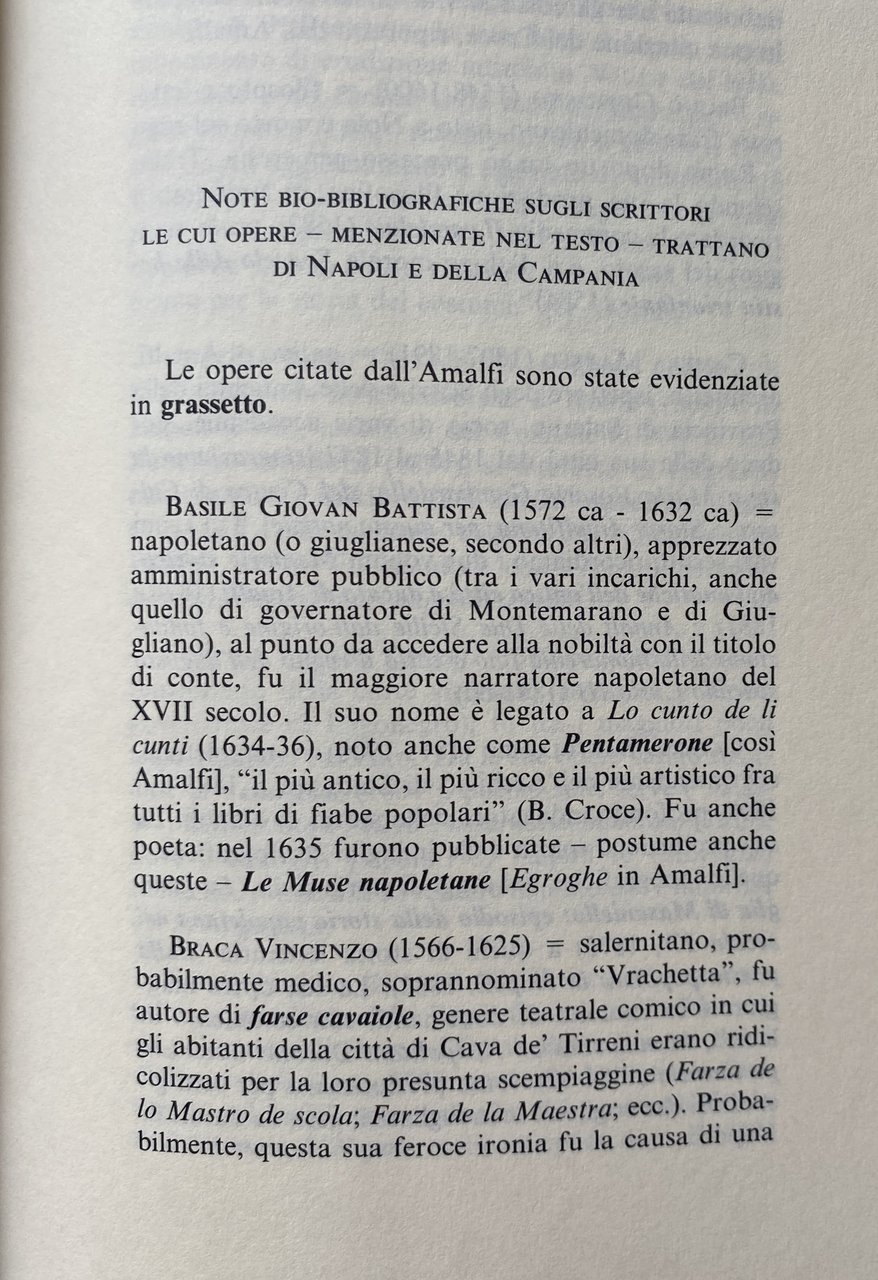 NOTE BIO-BIBLIOGRAFICHE SUGLI SCRITTORI
LE CUI OPERE – MENZIONATE NEL TESTO – TRATTANO
DI NAPOLI E DELLA CAMPANIA
Le opere citate dall'Amalfi sono state evidenziate
in grassetto.
BASILE GIOVAN BATTISTA (1572 ca - 1632 ca) =
napoletano (o giuglianese, secondo altri), apprezzato
amministratore pubblico (tra i vari incarichi, anche
quello di governatore di Montemarano e di Giu-
gliano), al punto da accedere alla nobiltà con il titolo
di conte, fu il maggiore narratore napoletano del
XVII secolo. Il suo nome è legato a Lo cunto de li
cunti (1634-36), noto anche come Pentamerone [così
Amalfi], “il più antico, il più ricco e il più artistico fra
tutti i libri di fiabe popolari” (B. Croce). Fu anche
poeta: nel 1635 furono pubblicate – postume anche
queste – Le Muse napoletane [Egroghe in Amalfi].
BRACA VINCENZO (1566-1625) = salernitano, pro-
babilmente medico, soprannominato “Vrachetta”, fu
autore di farse cavaiole, genere teatrale comico in cui
gli abitanti della città di Cava de' Tirreni erano ridi-
colizzati per la loro presunta scempiaggine (Farza de
lo Mastro de scola; Farza de la Maestra; ecc.). Proba-
bilmente, questa sua feroce ironia fu la causa di una